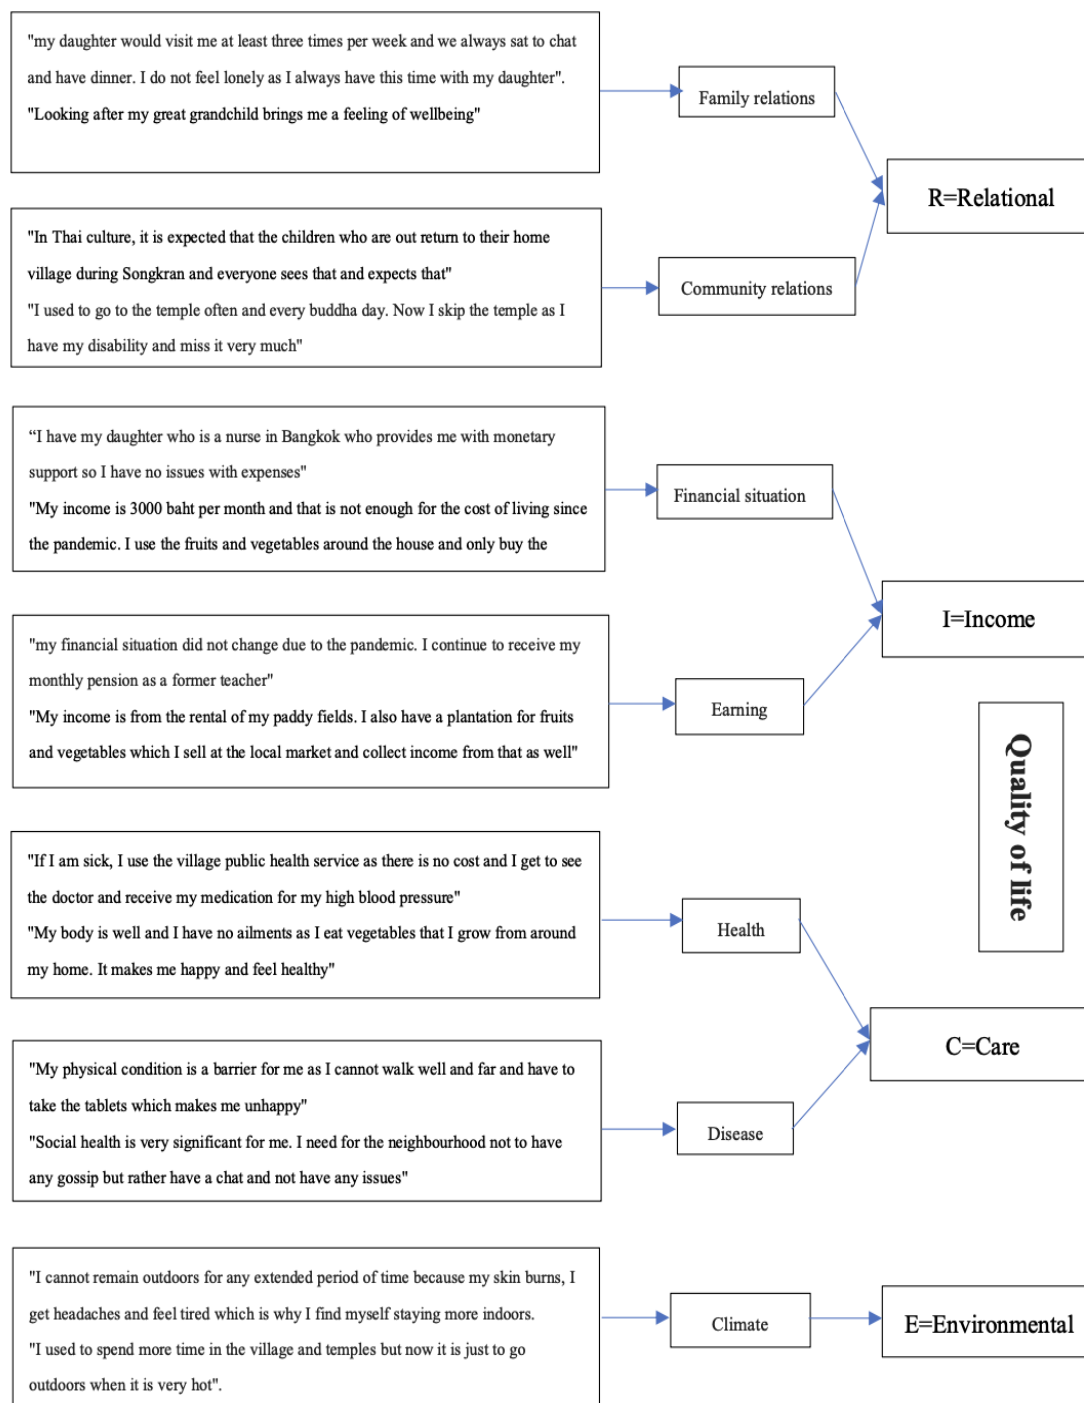 "my daughter would visit me at least three times per week and we always sat to chat
and have dinner. I do not feel lonely as I always have this time with my daughter".
"Looking after my great grandchild brings me a feeling of wellbeing"
Family relations
R=Relational
"In Thai culture, it is expected that the children who are out return to their home
village during Songkran and everyone sees that and expects that"
"I used to go to the temple often and every buddha day. Now I skip the temple as I
have my disability and miss it very much"
Community relations
“I have my daughter who is a nurse in Bangkok who provides me with monetary
support so I have no issues with expenses"
"My income is 3000 baht per month and that is not enough for the cost of living since
the pandemic. I use the fruits and vegetables around the house and only buy the
Financial situation
I=Income
"my financial situation did not change due to the pandemic. I continue to receive my
monthly pension as a former teacher"
"My income is from the rental of my paddy fields. I also have a plantation for fruits
and vegetables which I sell at the local market and collect income from that as well"
Earning
Quality of life
"If I am sick, I use the village public health service as there is no cost and I get to see
the doctor and receive my medication for my high blood pressure"
"My body is well and I have no ailments as I eat vegetables that I grow from around
my home. It makes me happy and feel healthy"
Health
C=Care
"My physical condition is a barrier for me as I cannot walk well and far and have to
take the tablets which makes me unhappy"
"Social health is very significant for me. I need for the neighbourhood not to have
any gossip but rather have a chat and not have any issues"
Disease
"I cannot remain outdoors for any extended period of time because my skin burns, I
get headaches and feel tired which is why I find myself staying more indoors.
"I used to spend more time in the village and temples but now it is just to go
outdoors when it is very hot".
Climate
E=Environmental